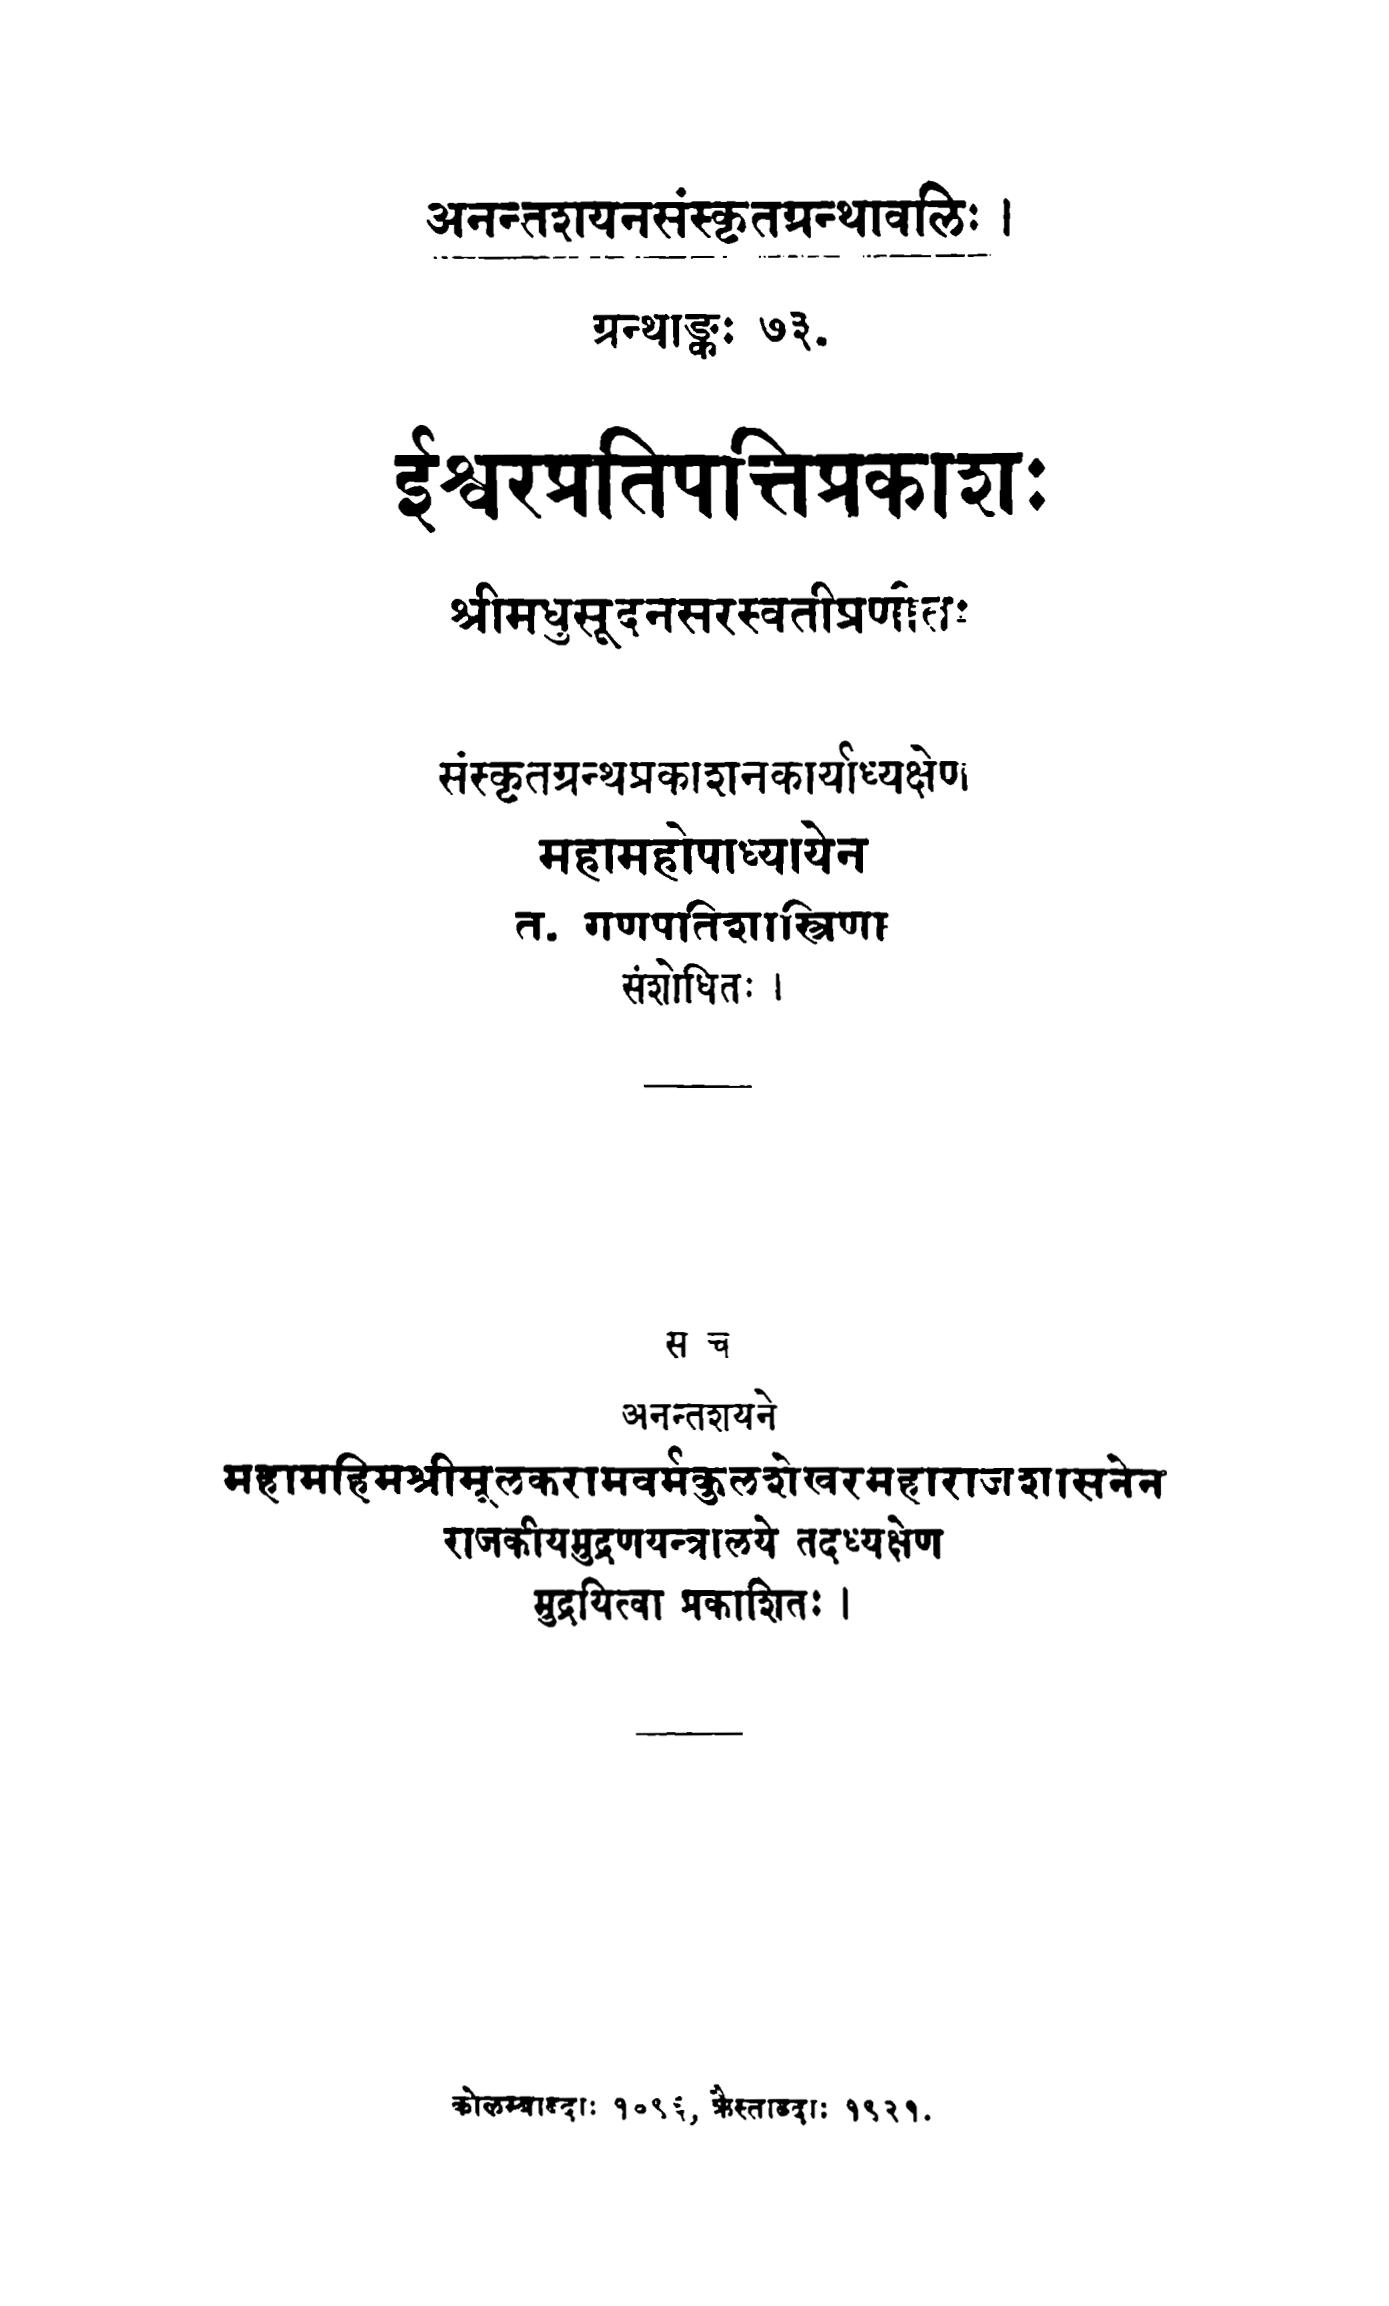 अनन्तशयनसंस्कृतग्रन्थावलिः ।
ग्रन्थाङ्कः ७३.
ईश्वरप्रतिपत्तिप्रकाशः
श्रीमधुसूदनसरस्वतीप्रणीतः
संस्कृतग्रन्थप्रकाशनकार्याध्यक्षेण
महामहोपाध्यायेन
त. गणपतिशास्त्रिणा
संशोधितः ।
स च
अनन्तशयने
महामहिमश्रीमूलकरामवर्मकुलशेखरमहाराजशासनेन
राजकीयमुद्रणयन्त्रालये तदध्यक्षेण
मुद्रयित्वा प्रकाशितः ।
कोलम्बाब्दाः १०९६, क्रैस्ताब्दाः १९२१.